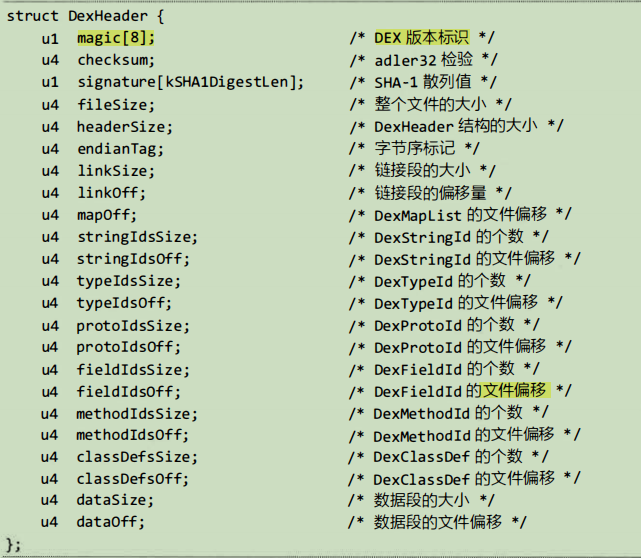 struct DexHeader {
u1 magic[8]; /* DEX 版本标识 */
u4 checksum; /* adler32 检验 */
u1 signature[kSHA1DigestLen]; /* SHA-1 散列值 */
u4 fileSize; /* 整个文件的大小 */
u4 headerSize; /* DexHeader 结构的大小 */
u4 endianTag; /* 字节序标记 */
u4 linkSize; /* 链接段的大小 */
u4 linkOff; /* 链接段的偏移量 */
u4 mapOff; /* DexMapList 的文件偏移 */
u4 stringIdsSize; /* DexStringId 的个数 */
u4 stringIdsOff; /* DexStringId 的文件偏移 */
u4 typeIdsSize; /* DexTypeId 的个数 */
u4 typeIdsOff; /* DexTypeId 的文件偏移 */
u4 protoIdsSize; /* DexProtoId 的个数 */
u4 protoIdsOff; /* DexProtoId 的文件偏移 */
u4 fieldIdsSize; /* DexFieldId 的个数 */
u4 fieldIdsOff; /* DexFieldId 的文件偏移 */
u4 methodIdsSize; /* DexMethodId 的个数 */
u4 methodIdsOff; /* DexMethodId 的文件偏移 */
u4 classDefsSize; /* DexClassDef 的个数 */
u4 classDefsOff; /* DexClassDef 的文件偏移 */
u4 dataSize; /* 数据段的大小 */
u4 dataOff; /* 数据段的文件偏移 */
};